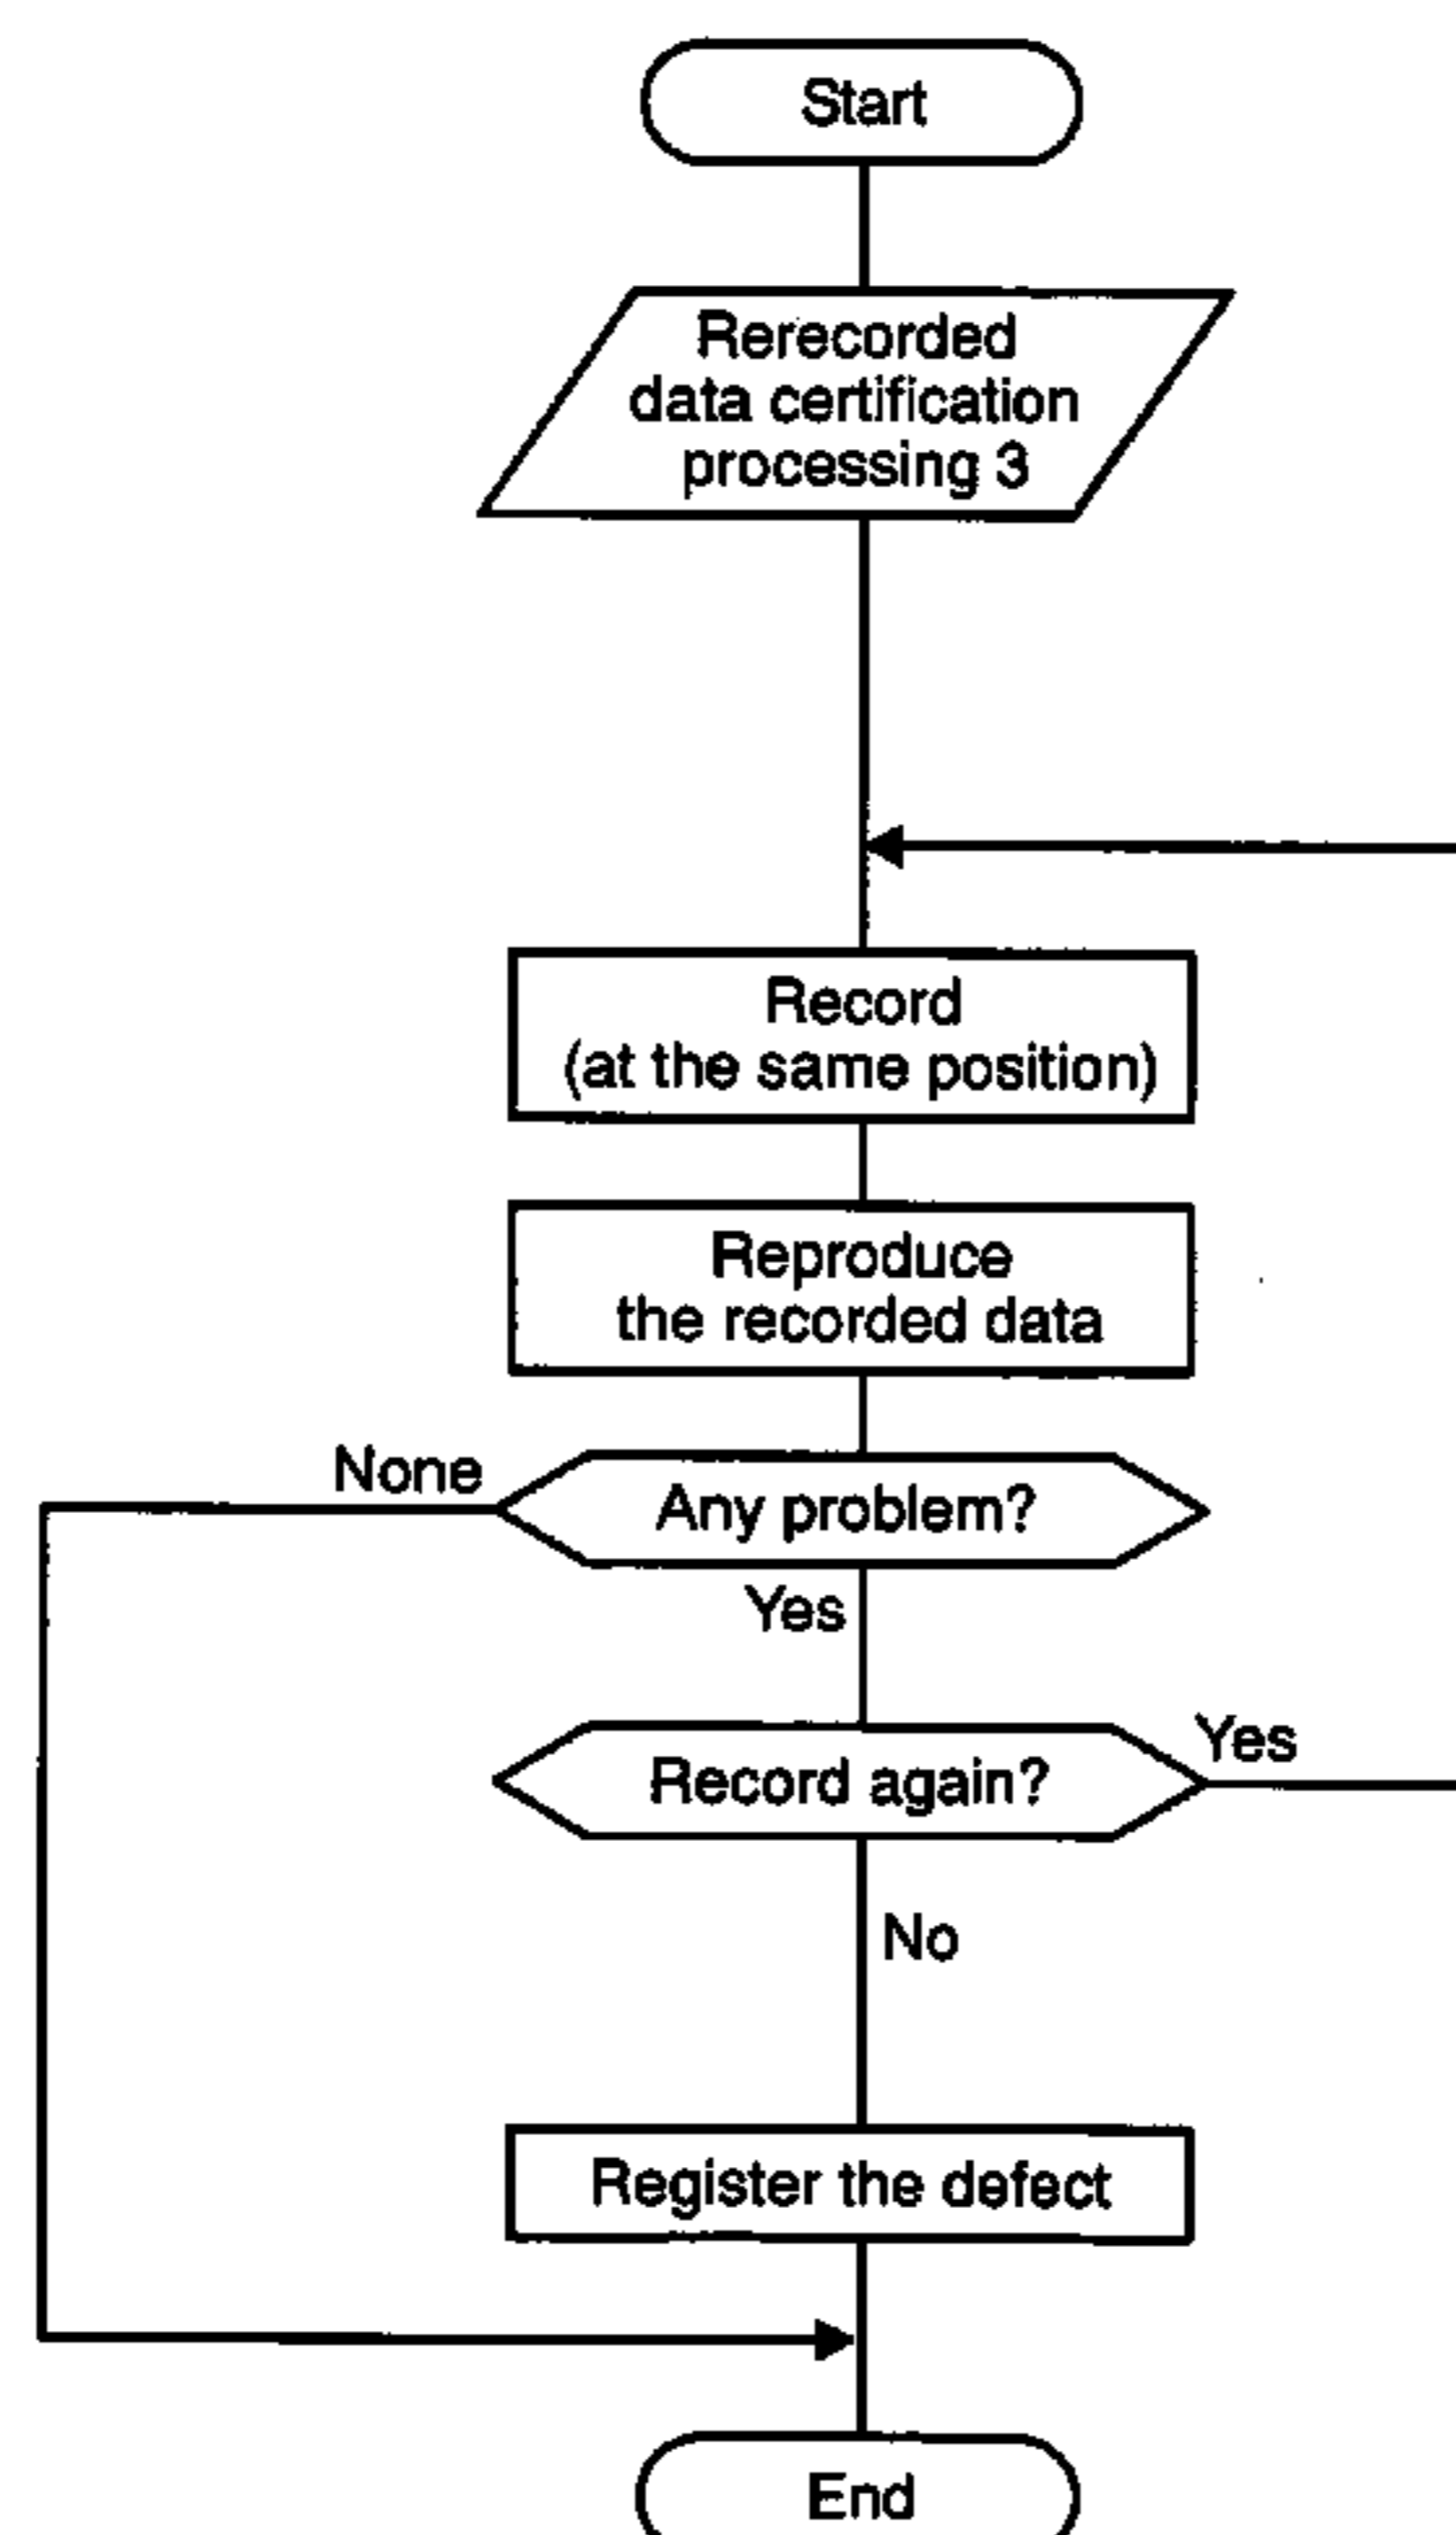 Start
Rerecorded
data certification
processing 3
Record
(at the same position)
Reproduce
the recorded data
None
Any problem?
Yes
Yes
Record again?
No
Register the defect
End